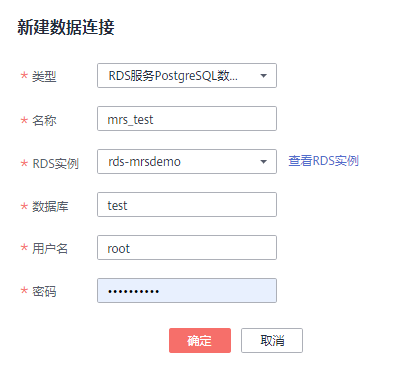 新建数据连接
* 类型 RDS服务PostgreSQL数...
* 名称 mrs_test
* RDS实例 rds-mrsdemo 查看RDS实例
* 数据库 test
* 用户名 root
* 密码 ••••••••••
确定 取消